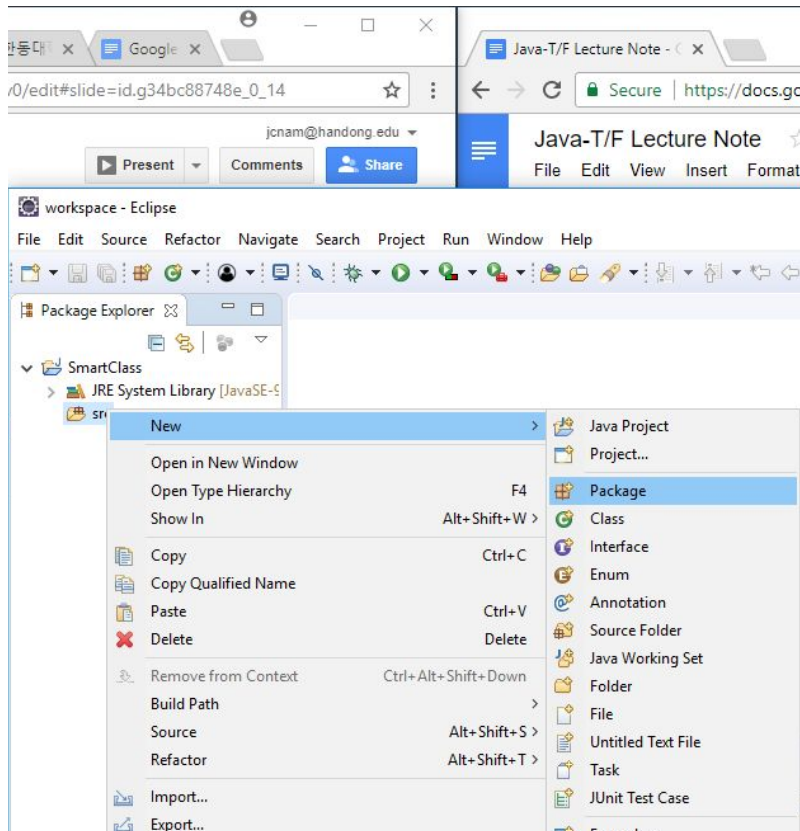 Google
v0/edit#slide=id.g34bc88748e_0_14
jcnam@handong.edu
Present
Comments
Share
Java-T/F Lecture Note -
Secure | https://docs.go
Java-T/F Lecture Note
File Edit View Insert Format
workspace - Eclipse
File Edit Source Refactor Navigate Search Project Run Window Help
Package Explorer
SmartClass
JRE System Library [JavaSE-9
src
New
Open in New Window
Open Type Hierarchy F4
Show In Alt+Shift+W >
Copy Ctrl+C
Copy Qualified Name
Paste Ctrl+V
Delete Delete
Remove from Context Ctrl+Alt+Shift+Down
Build Path >
Source Alt+Shift+S >
Refactor Alt+Shift+T >
Import...
Export...
Java Project
Project...
Package
Class
Interface
Enum
Annotation
Source Folder
Java Working Set
Folder
File
Untitled Text File
Task
JUnit Test Case